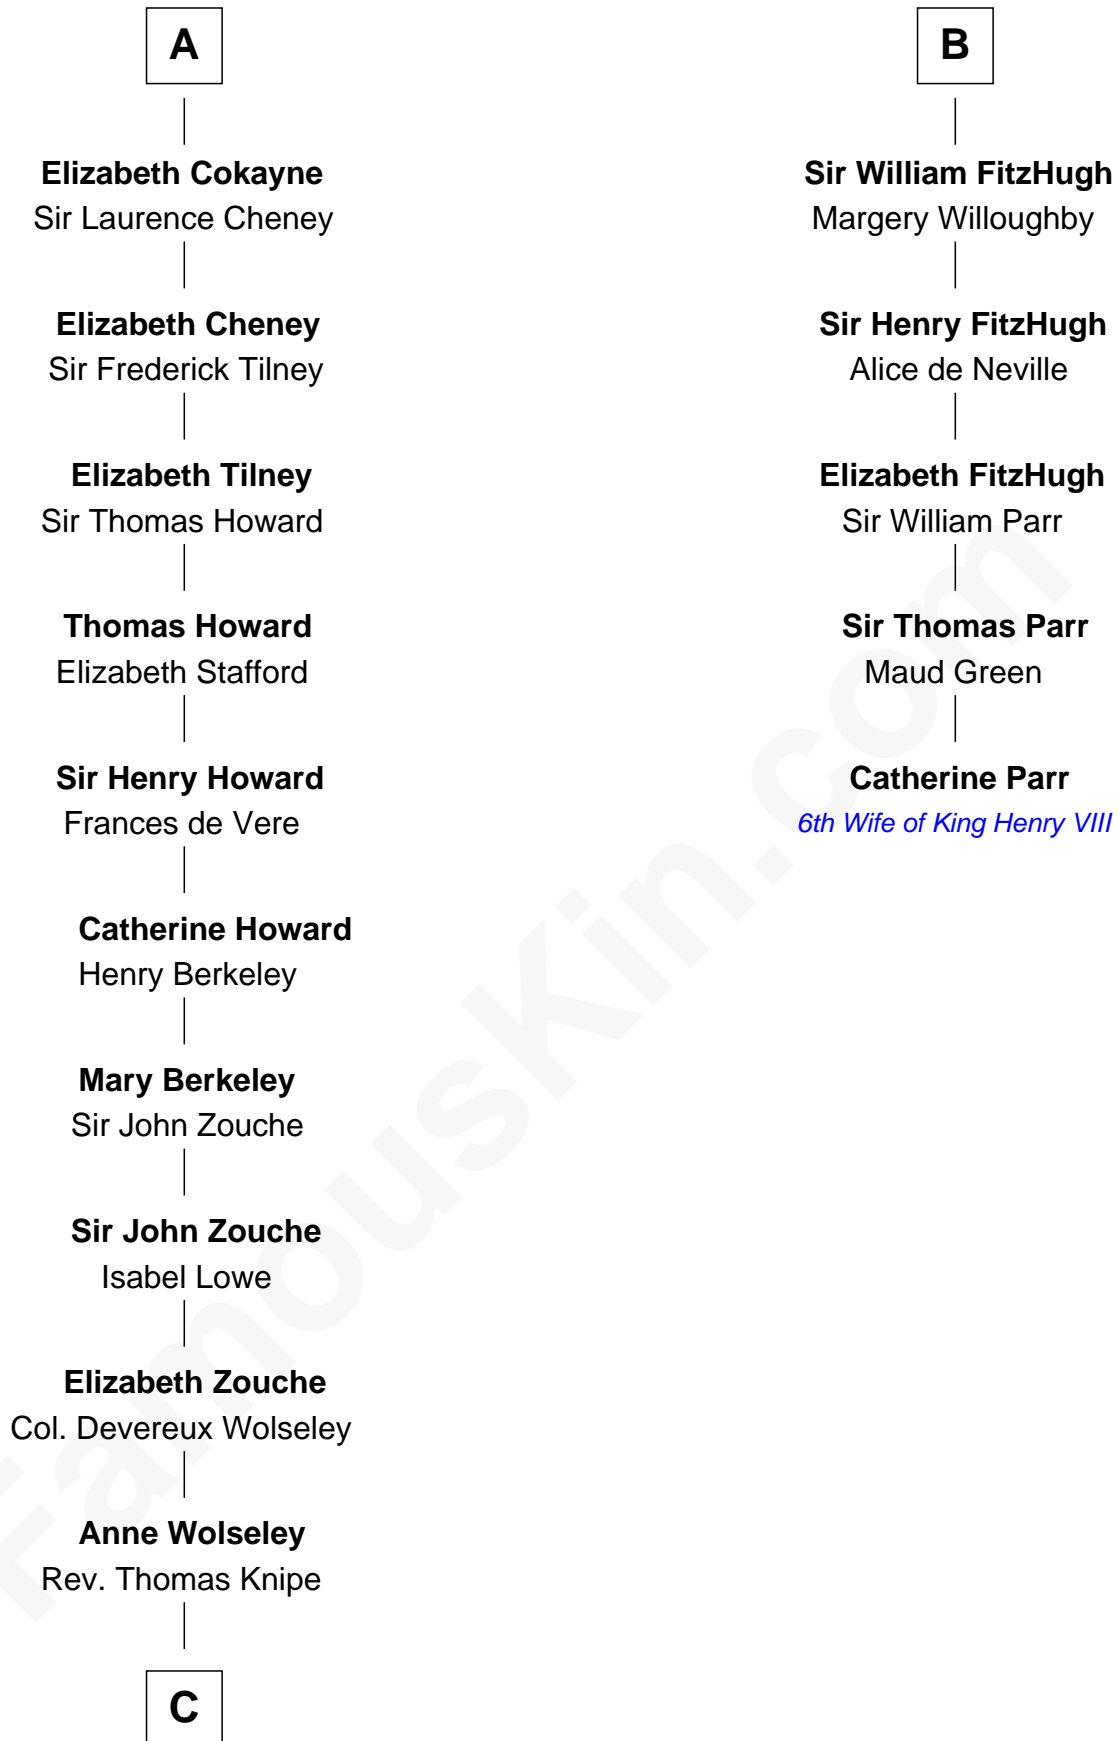 A
Elizabeth Cokayne
Sir Laurence Cheney
Elizabeth Cheney
Sir Frederick Tilney
Elizabeth Tilney
Sir Thomas Howard
Thomas Howard
Elizabeth Stafford
Sir Henry Howard
Frances de Vere
Catherine Howard
Henry Berkeley
Mary Berkeley
Sir John Zouche
Sir John Zouche
Isabel Lowe
Elizabeth Zouche
Col. Devereux Wolseley
Anne Wolseley
Rev. Thomas Knipe
C
B
Sir William FitzHugh
Margery Willoughby
Sir Henry FitzHugh
Alice de Neville
Elizabeth FitzHugh
Sir William Parr
Sir Thomas Parr
Maud Green
Catherine Parr
6th Wife of King Henry VIII
FamousKin.com